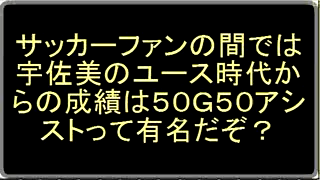 サッカーファンの間では
宇佐美のユース時代か
らの成績は５０Ｇ５０アシ
ストって有名だぞ？